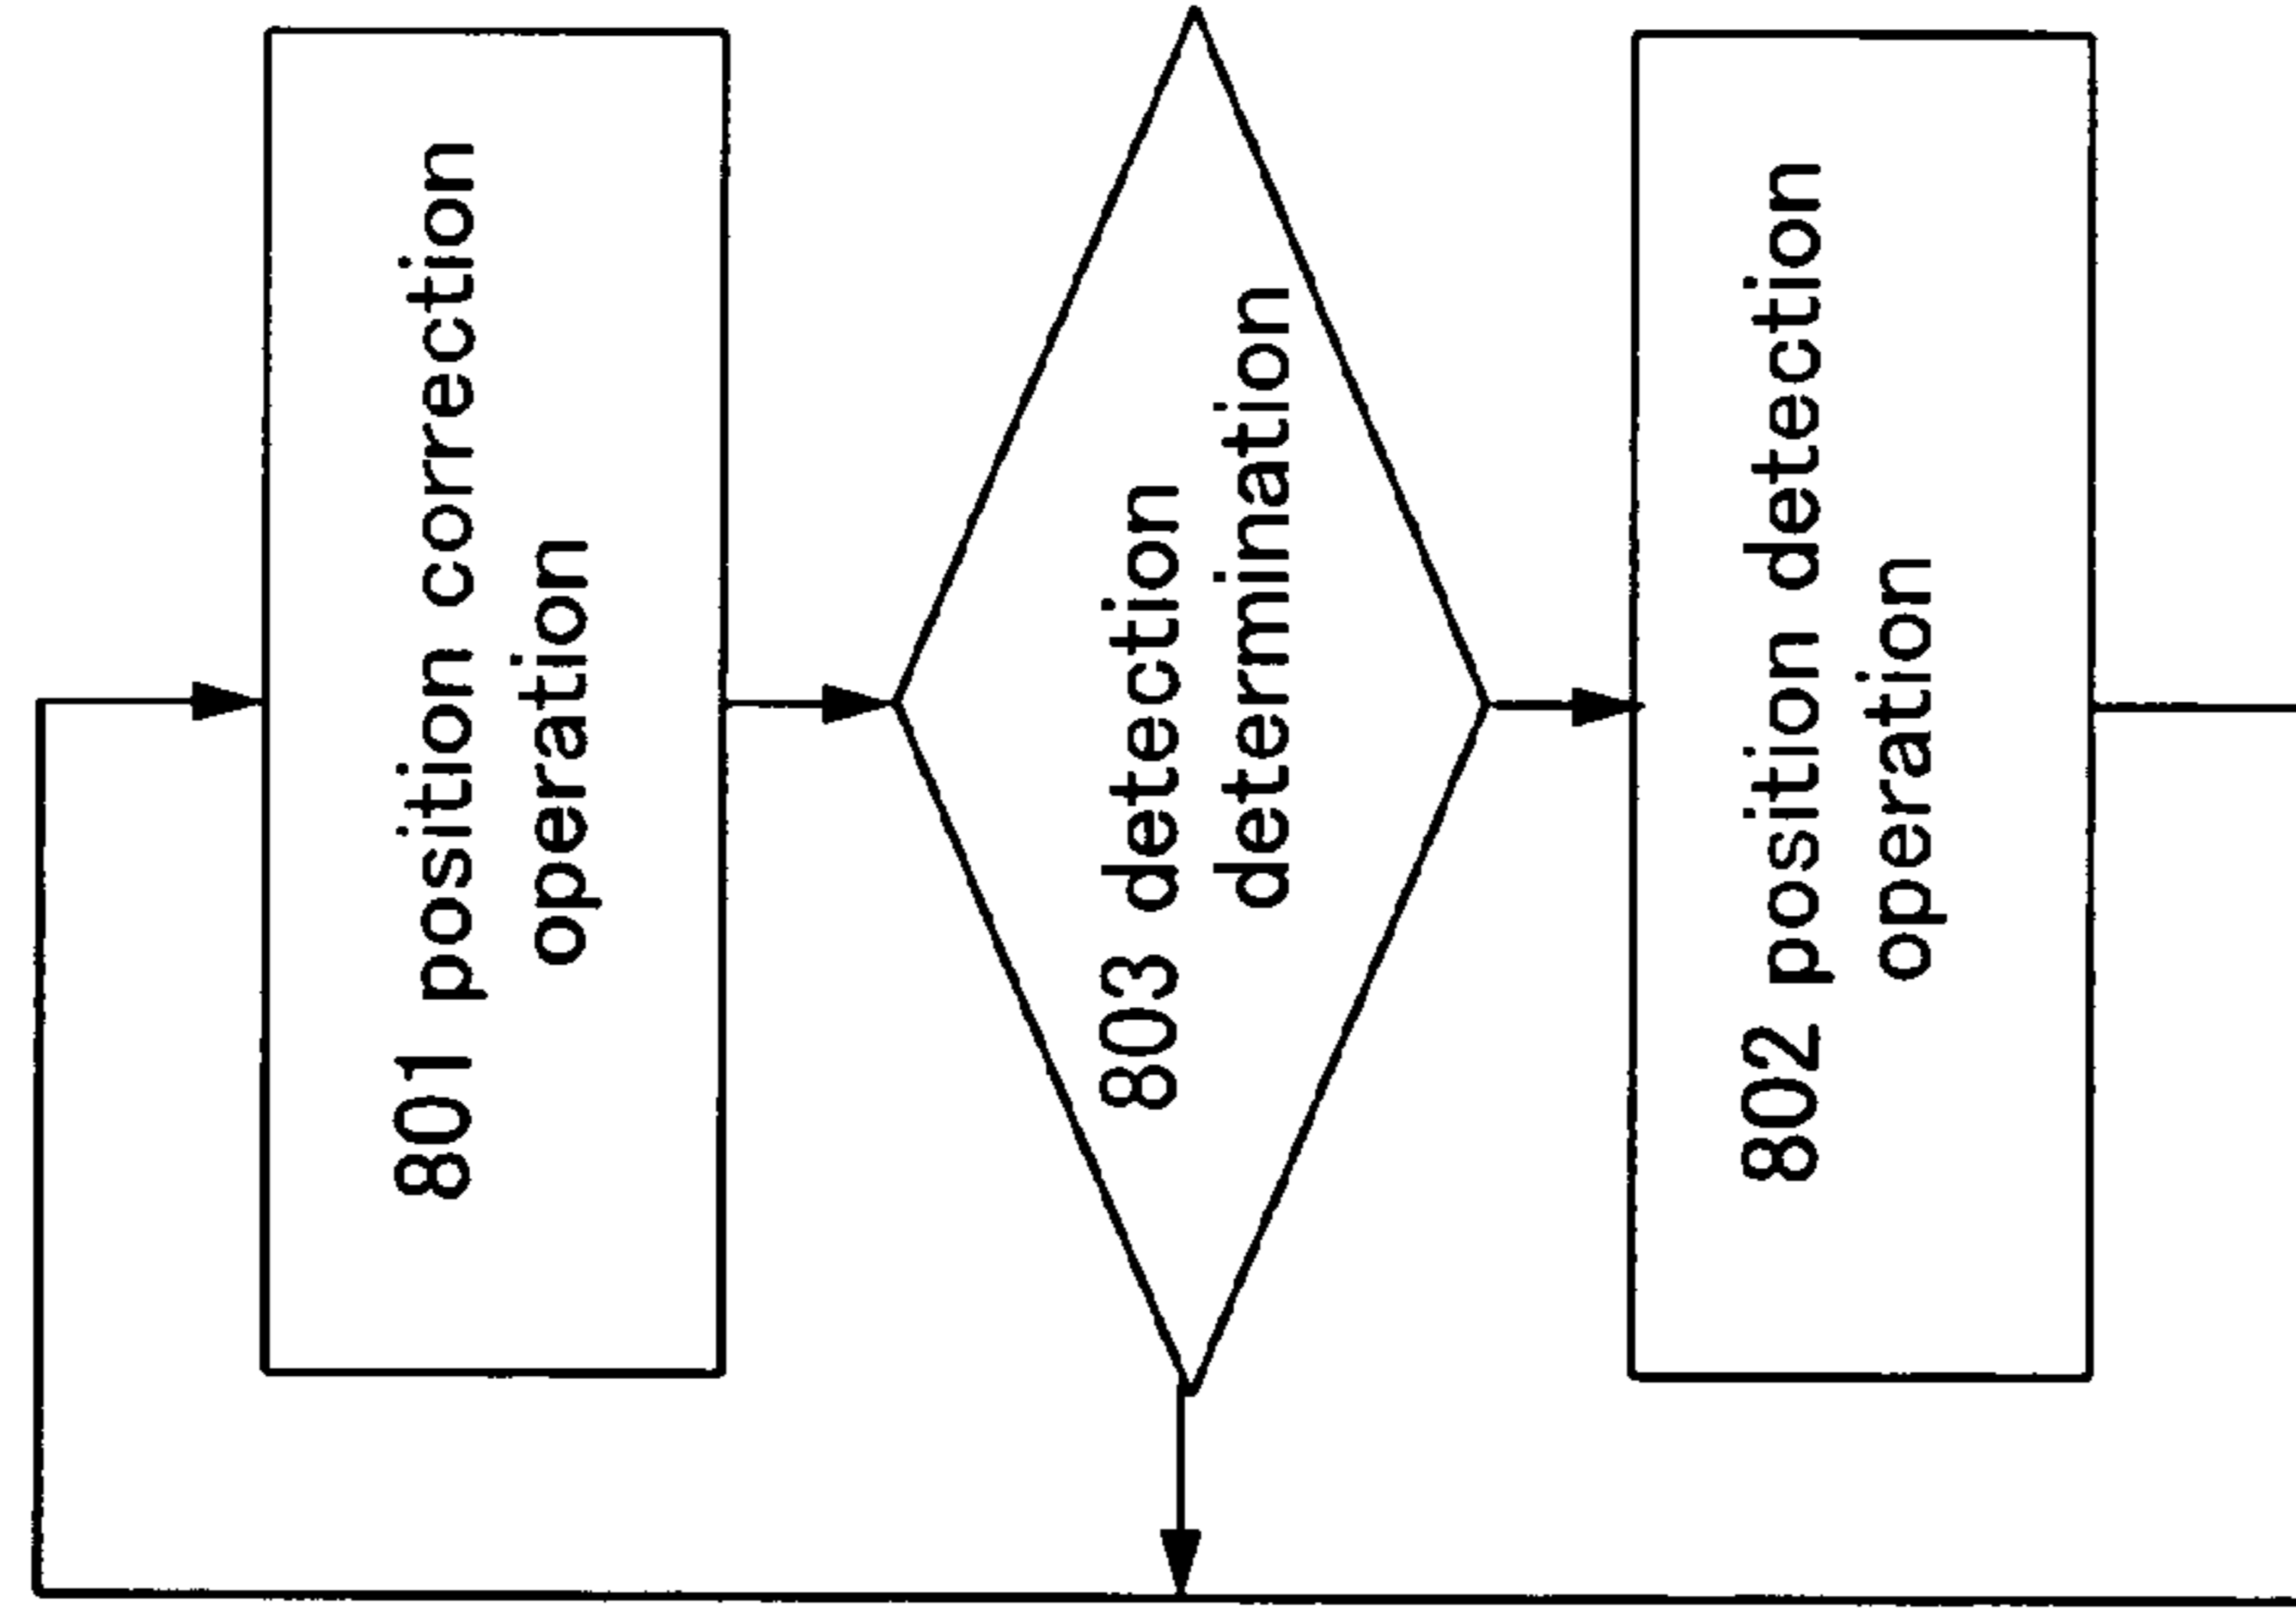 801 position correction
operation
803 detection
determination
802 position detection
operation